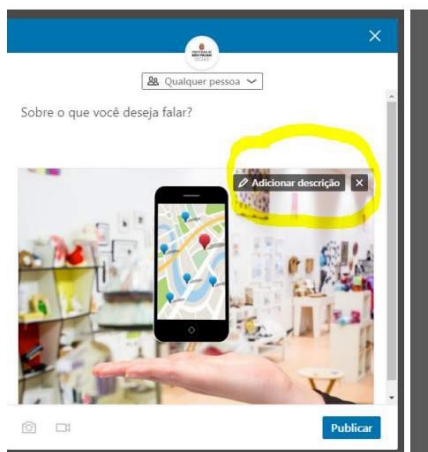 Qualquer pessoa
Sobre o que você deseja falar?
Adicionar descrição
Publicar